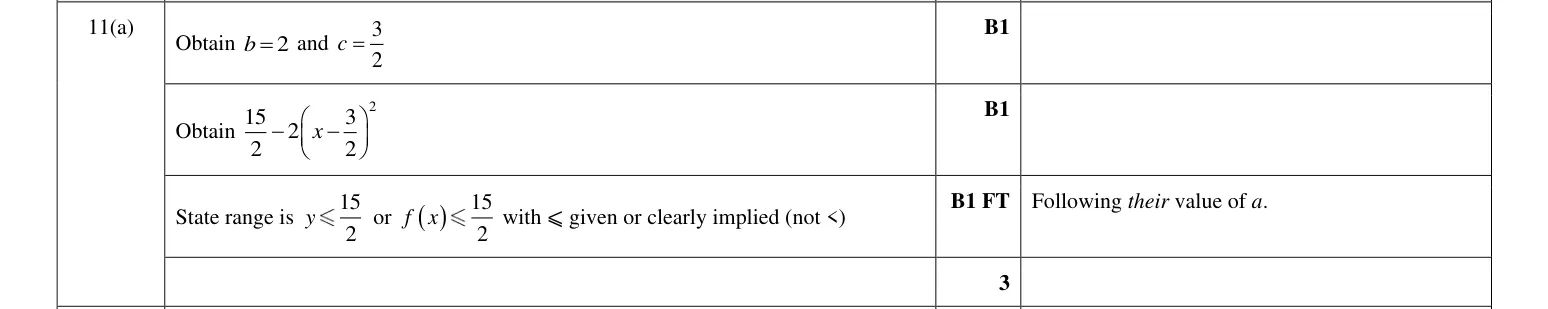 11(a) Obtain b = 2 and c = 3/2 B1
Obtain 15/2 − 2(x − 3/2)² B1
State range is y ⩽ 15/2 or f(x) ⩽ 15/2 with ⩽ given or clearly implied (not <) B1 FT Following their value of a.
3